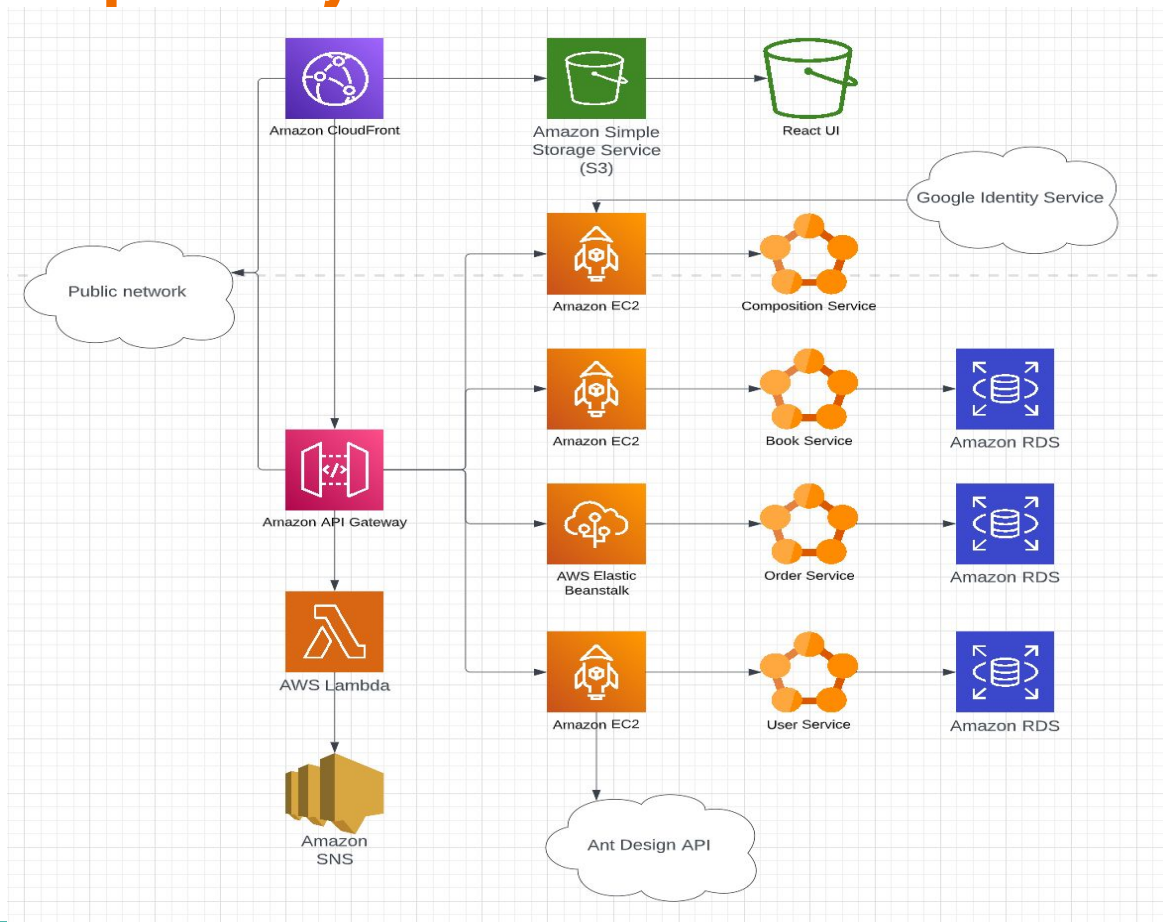 Amazon CloudFront
Amazon Simple
Storage Service
(S3)
React UI
Google Identity Service
Public network
Amazon EC2
Composition Service
Amazon EC2
Book Service
Amazon RDS
Amazon API Gateway
AWS Elastic
Beanstalk
Order Service
Amazon RDS
AWS Lambda
Amazon EC2
User Service
Amazon RDS
Amazon
SNS
Ant Design API